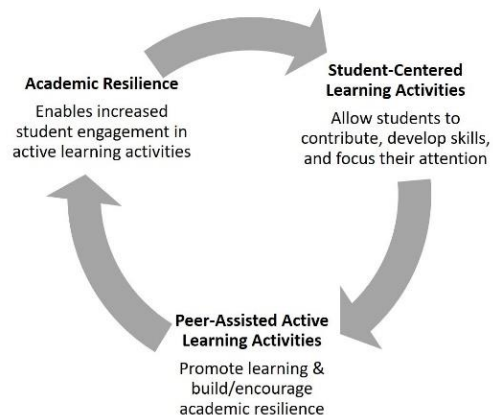 Academic Resilience
Enables increased
student engagement in
active learning activities
Student-Centered
Learning Activities
Allow students to
contribute, develop skills,
and focus their attention
Peer-Assisted Active
Learning Activities
Promote learning &
build/encourage
academic resilience